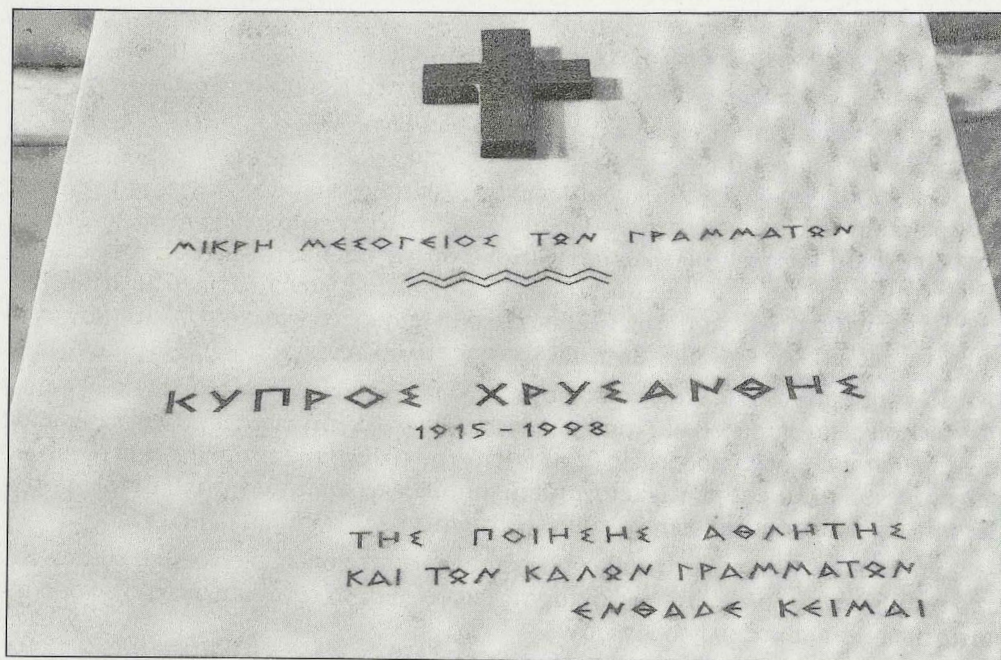 ΜΙΚΡΗ ΜΕΣΟΓΕΙΟΣ ΤΩΝ ΓΡΑΜΜΑΤΩΝ
ΚΥΠΡΟΣ ΧΡΥΣΑΝΘΗΣ
1915-1998
ΤΗΣ ΠΟΙΗΣΗΣ ΑΘΛΗΤΗΣ
ΚΑΙ ΤΩΝ ΚΑΛΩΝ ΓΡΑΜΜΑΤΩΝ
ΕΝΘΑΔΕ ΚΕΙΜΑΙ